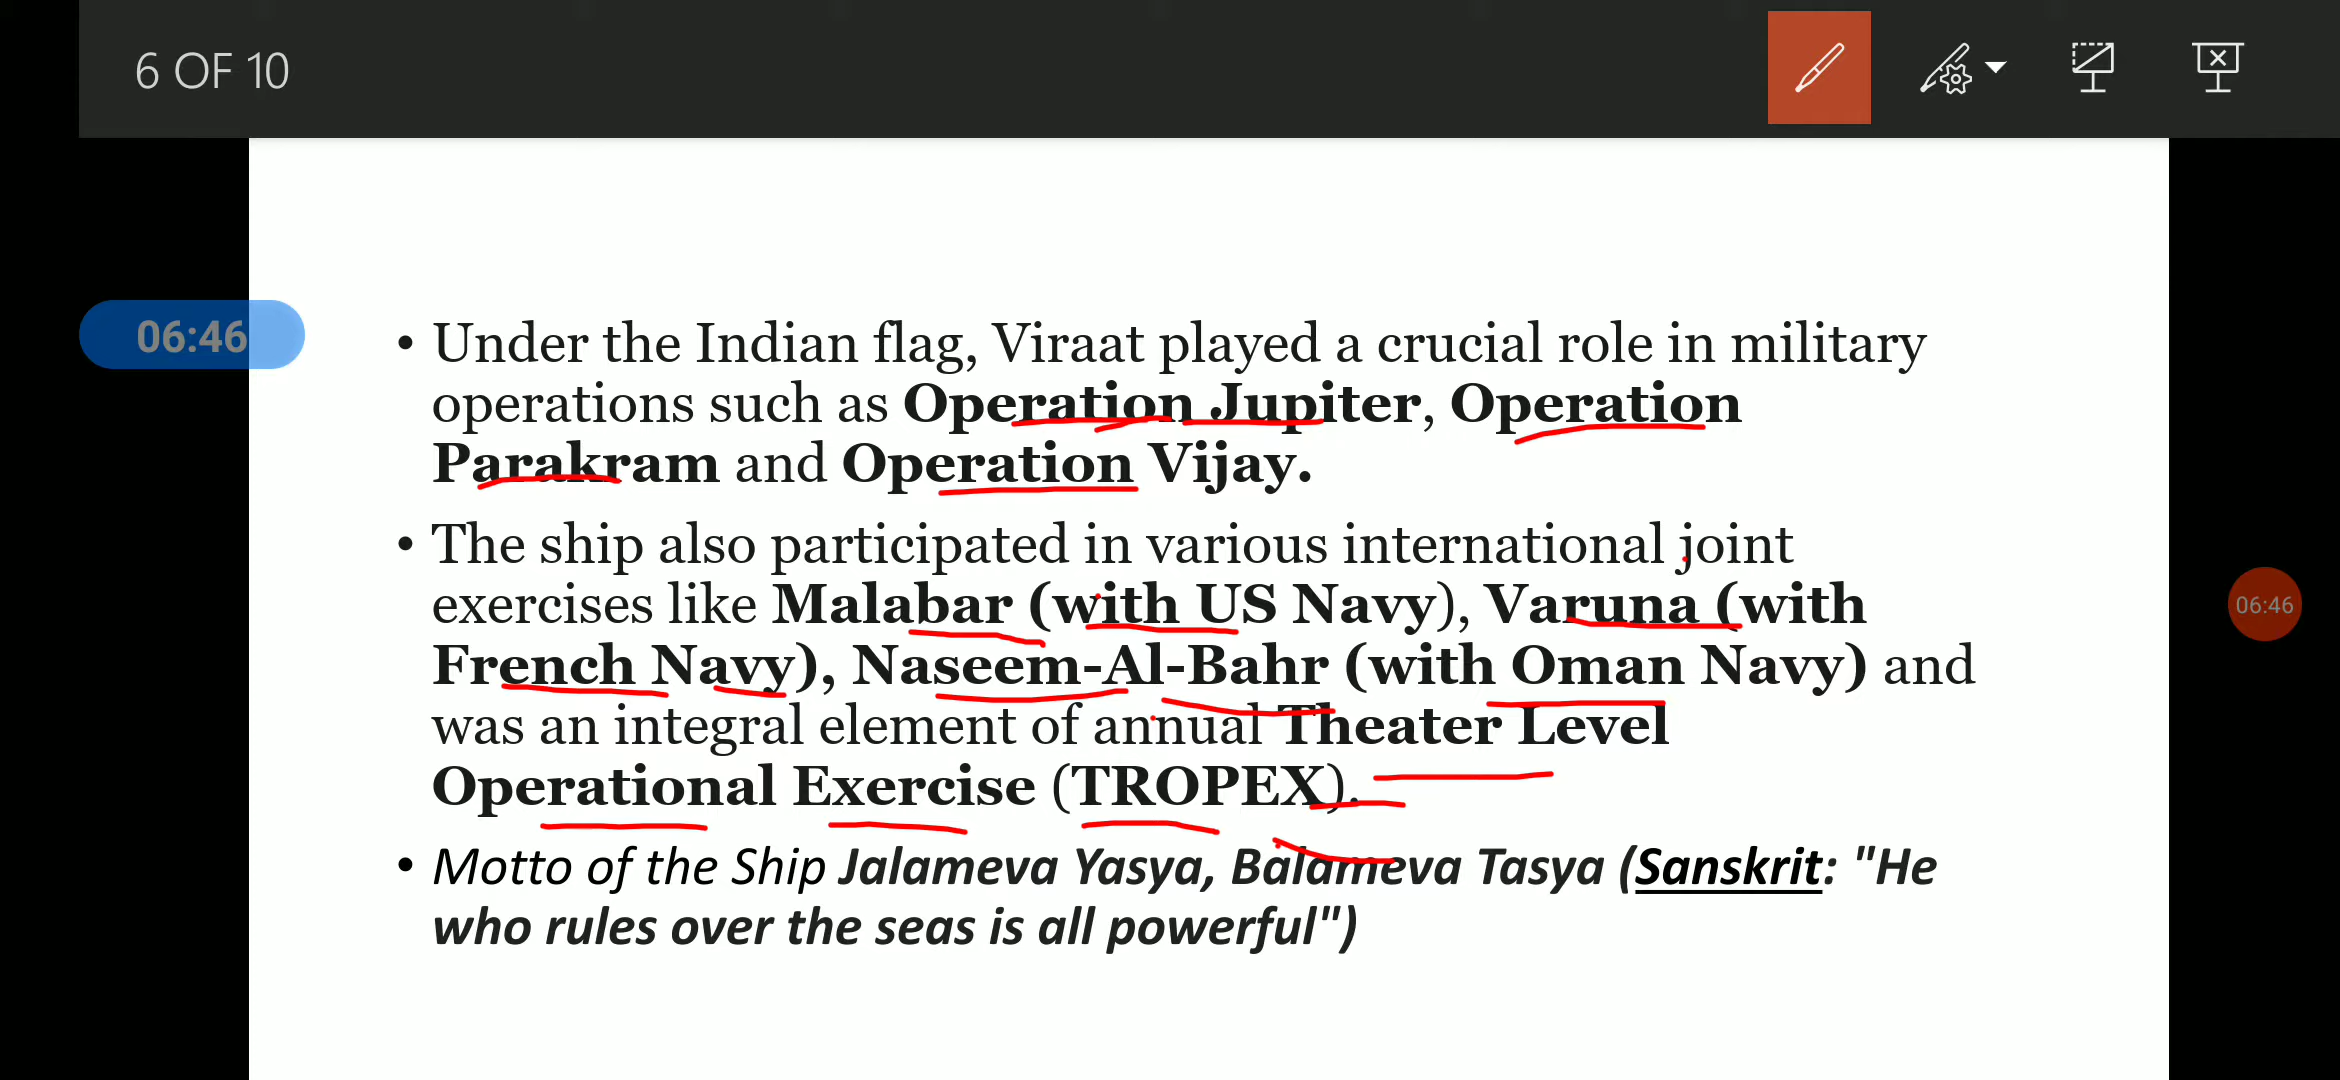 6 OF 10
06:46
• Under the Indian flag, Viraat played a crucial role in military
operations such as Operation Jupiter, Operation
Parakram and Operation Vijay.
• The ship also participated in various international joint
exercises like Malabar (with US Navy), Varuna (with
06:46
French Navy), Naseem-Al-Bahr (with Oman Navy) and
was an integral element of annual Theater Level
Operational Exercise (TROPEX).
• Motto of the Ship Jalameva Yasya, Balameva Tasya (Sanskrit: "He
who rules over the seas is all powerful")